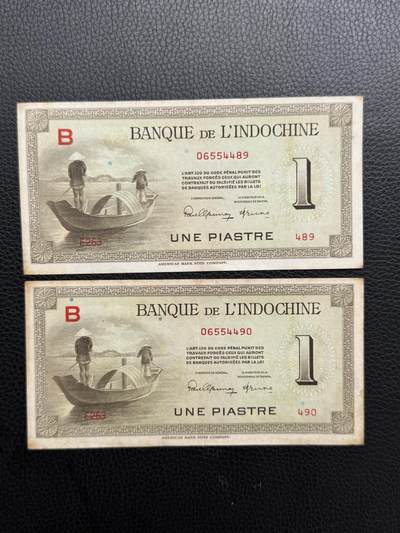 B
BANQUE DE L'INDOCHINE
06554489
L'ART.139 DU CODE PÉNAL PUNIT DES
TRAVAUX FORCÉS CEUX QUI AURONT
CONTREFAIT OU FALSIFIÉ LES BILLETS
DE BANQUES AUTORISÉES PAR LA LOI
1
E263
UNE PIASTRE
489
AMERICAN BANK NOTE COMPANY.
B
BANQUE DE L'INDOCHINE
06554490
L'ART.139 DU CODE PÉNAL PUNIT DES
TRAVAUX FORCÉS CEUX QUI AURONT
CONTREFAIT OU FALSIFIÉ LES BILLETS
DE BANQUES AUTORISÉES PAR LA LOI
1
E263
UNE PIASTRE
490
AMERICAN BANK NOTE COMPANY.